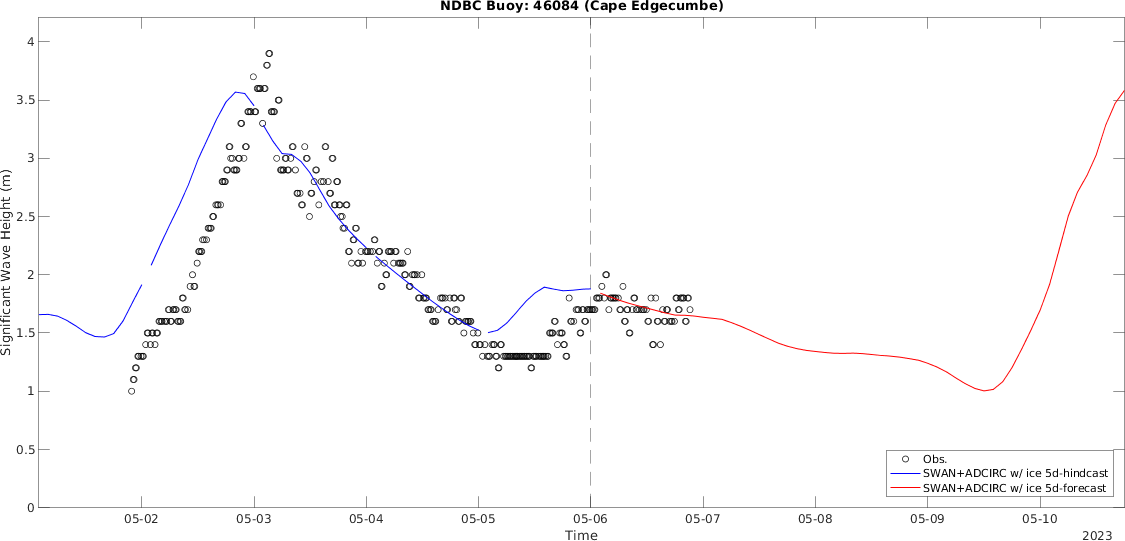 NDBC Buoy: 46084 (Cape Edgecumbe)
Significant Wave Height (m)
4
3.5
3
2.5
2
1.5
1
0.5
0
Obs.
SWAN+ADCIRC w/ ice 5d-hindcast
SWAN+ADCIRC w/ ice 5d-forecast
05-02 05-03 05-04 05-05 05-06 05-07 05-08 05-09 05-10
Time
2023